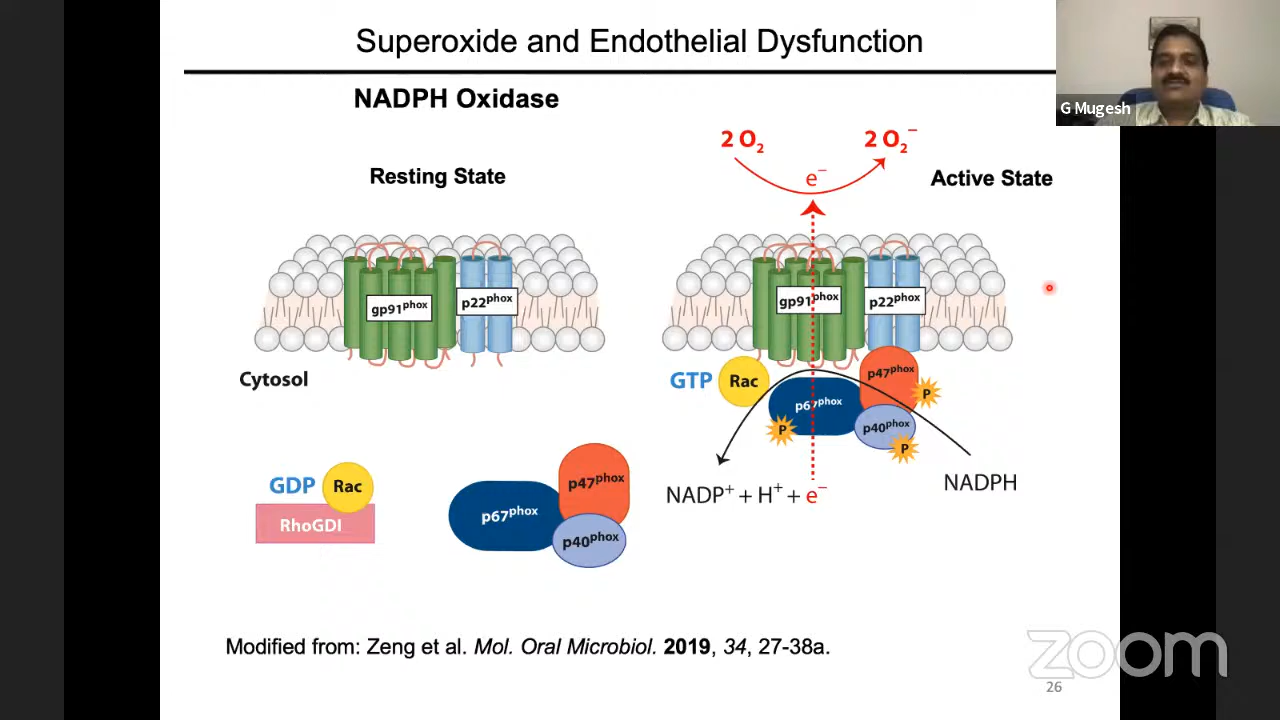 Superoxide and Endothelial Dysfunction
G Mugesh
NADPH Oxidase
Resting State
gp91phox
p22phox
Cytosol
GDP
Rac
RhoGDI
p67phox
p47phox
p40phox
2 O2
2 O2−
e−
Active State
gp91phox
p22phox
GTP
Rac
p67phox
p47phox
p40phox
P
P
P
NADP+ + H+ + e−
NADPH
Modified from: Zeng et al. Mol. Oral Microbiol. 2019, 34, 27-38a.
zoom
26